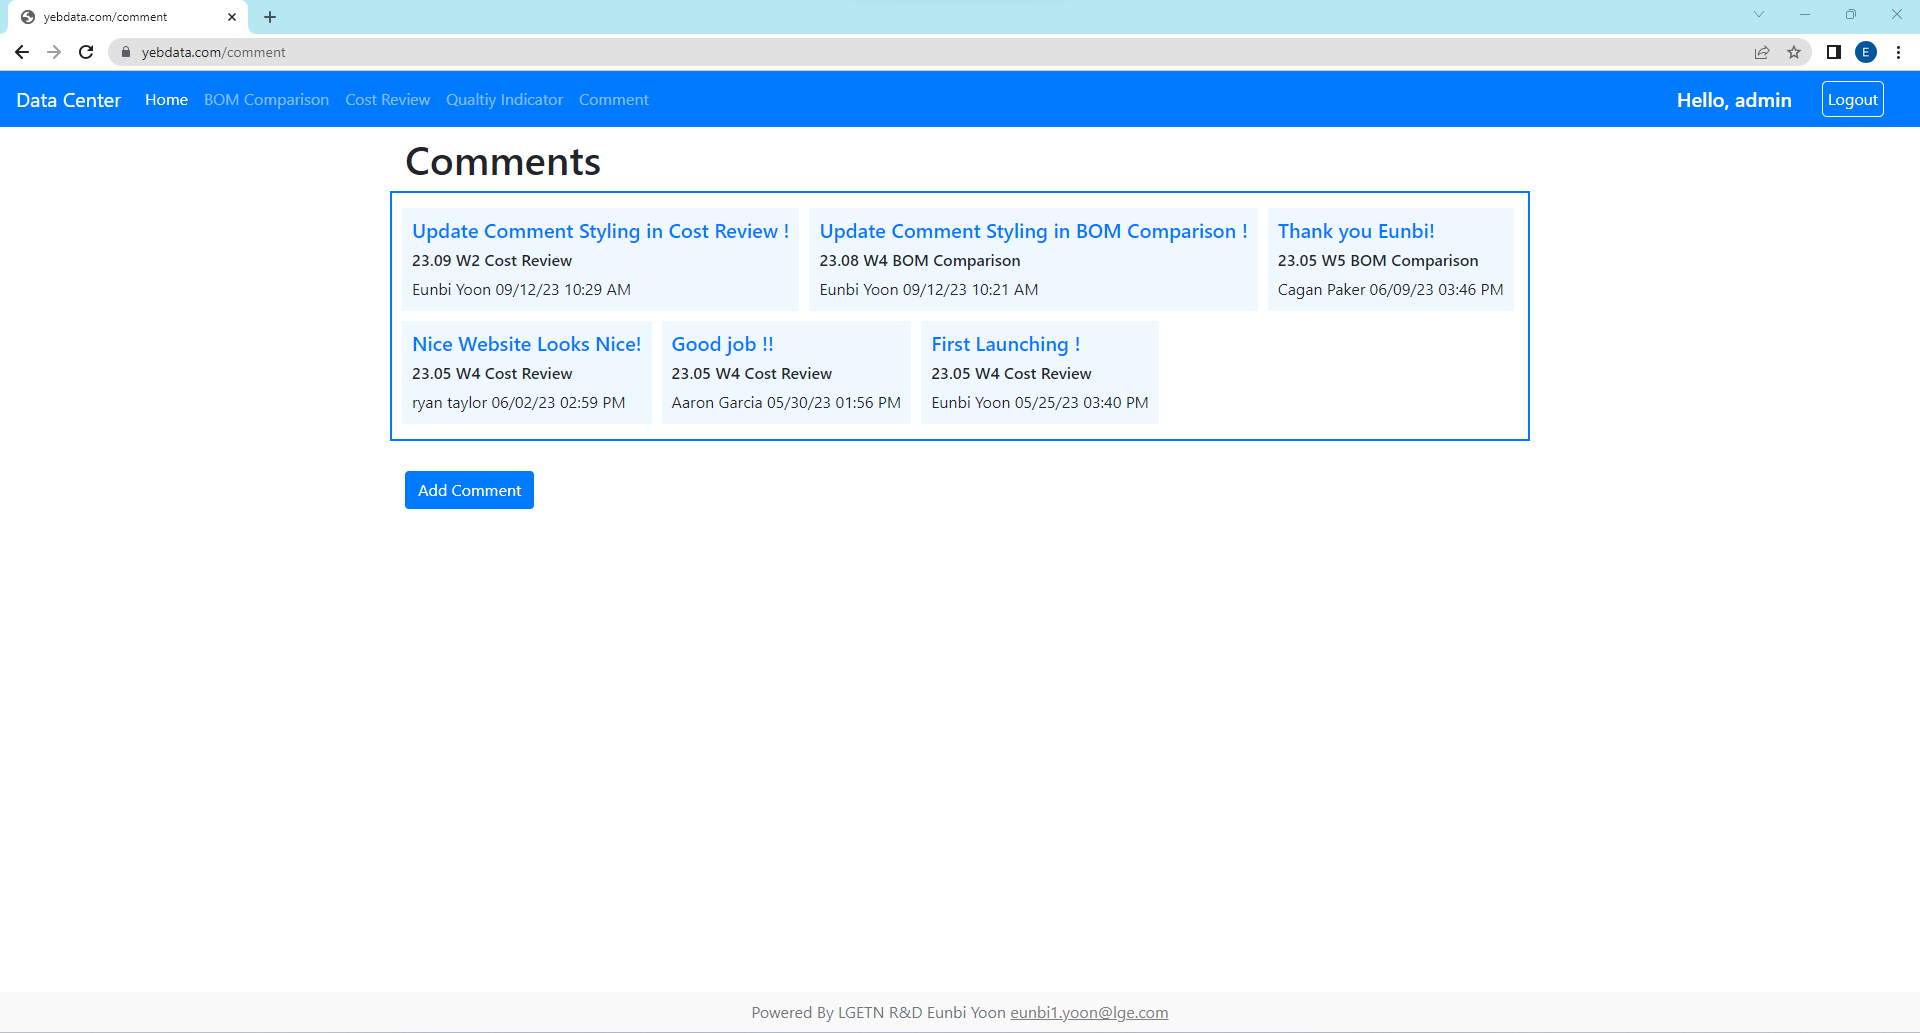 yebdata.com/comment
yebdata.com/comment
E
Data Center Home BOM Comparison Cost Review Qualtiy Indicator Comment Hello, admin Logout
Comments
Update Comment Styling in Cost Review !
23.09 W2 Cost Review
Eunbi Yoon 09/12/23 10:29 AM
Update Comment Styling in BOM Comparison !
23.08 W4 BOM Comparison
Eunbi Yoon 09/12/23 10:21 AM
Thank you Eunbi!
23.05 W5 BOM Comparison
Cagan Paker 06/09/23 03:46 PM
Nice Website Looks Nice!
23.05 W4 Cost Review
ryan taylor 06/02/23 02:59 PM
Good job !!
23.05 W4 Cost Review
Aaron Garcia 05/30/23 01:56 PM
First Launching !
23.05 W4 Cost Review
Eunbi Yoon 05/25/23 03:40 PM
Add Comment
Powered By LGETN R&D Eunbi Yoon eunbi1.yoon@lge.com